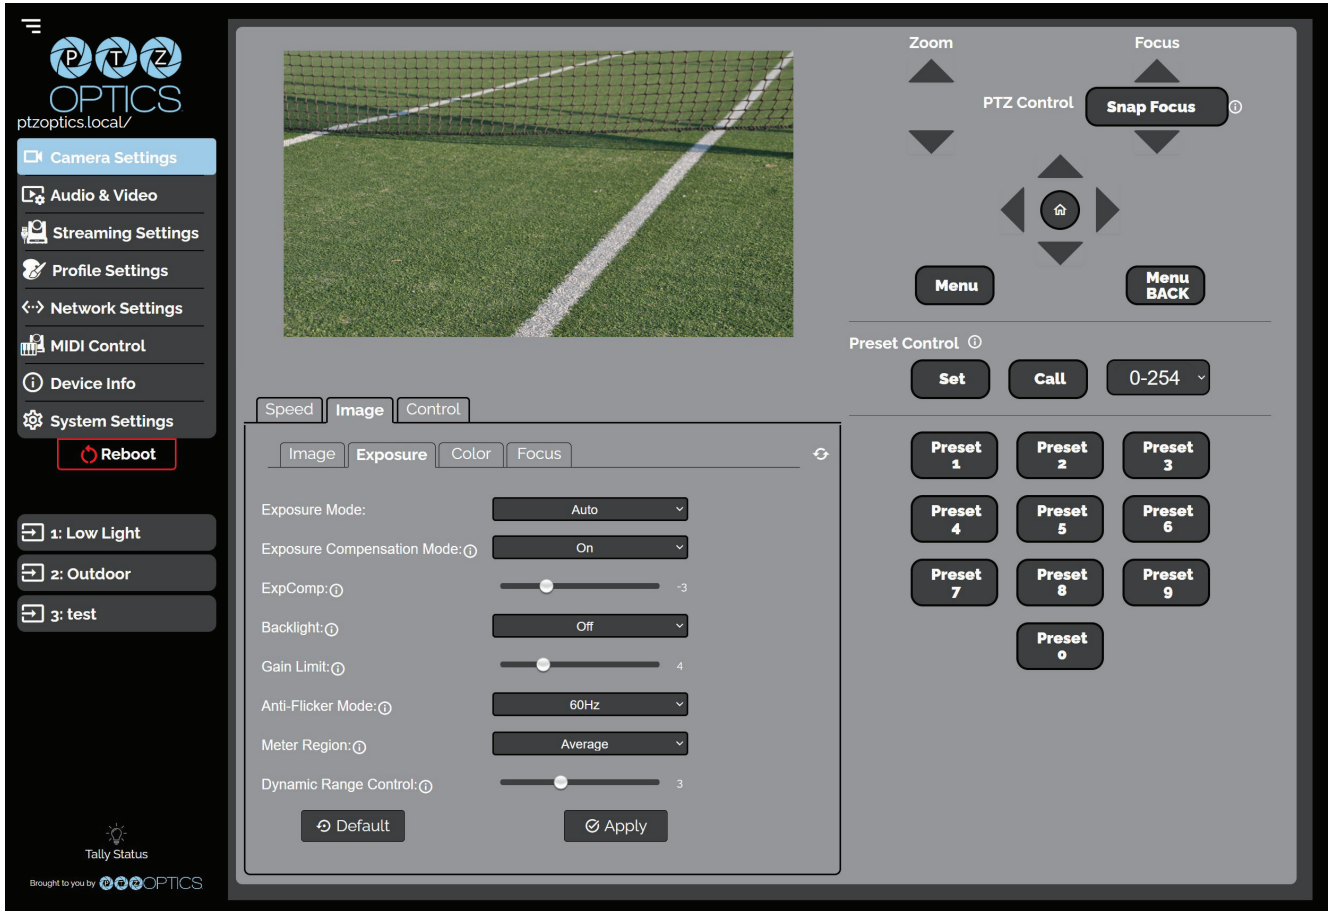 P T Z
OPTICS
ptzoptics.local/
Camera Settings
Audio & Video
Streaming Settings
Profile Settings
Network Settings
MIDI Control
Device Info
System Settings
Reboot
1: Low Light
2: Outdoor
3: test
Tally Status
Brought to you by PTZOPTICS
Speed Image Control
Image Exposure Color Focus
Exposure Mode: Auto
Exposure Compensation Mode: On
ExpComp: -3
Backlight: Off
Gain Limit: 4
Anti-Flicker Mode: 60Hz
Meter Region: Average
Dynamic Range Control: 3
Default Apply
Zoom Focus
PTZ Control Snap Focus
Menu
Menu
BACK
Preset Control
Set Call 0-254
Preset
1
Preset
2
Preset
3
Preset
4
Preset
5
Preset
6
Preset
7
Preset
8
Preset
9
Preset
0